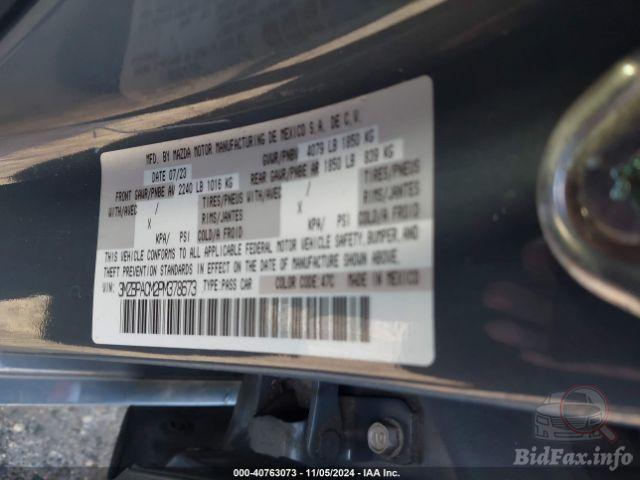 MFD. BY MAZDA MOTOR MANUFACTURING DE MEXICO S.A. DE C.V.
DATE 07/23 GVWR/PNBV 4079 LB 1850 KG
FRONT GAWR/PNBE AV 2240 LB 1016 KG REAR GAWR/PNBE AR 1850 LB 839 KG
WITH/AVEC / TIRES/PNEUS WITH/AVEC / TIRES/PNEUS
X RIMS/JANTES X RIMS/JANTES
KPA/ PSI COLD/A FROID KPA/ PSI COLD/A FROID
THIS VEHICLE CONFORMS TO ALL APPLICABLE FEDERAL MOTOR VEHICLE SAFETY, BUMPER, AND
THEFT PREVENTION STANDARDS IN EFFECT ON THE DATE OF MANUFACTURE SHOWN ABOVE.
VIN: 3MZBPACM2PM378673 TYPE:PASS CAR COLOR CODE: 47C MADE IN MEXICO
10
BidFax.info
000-40763073 - 11/05/2024 - IAA Inc.